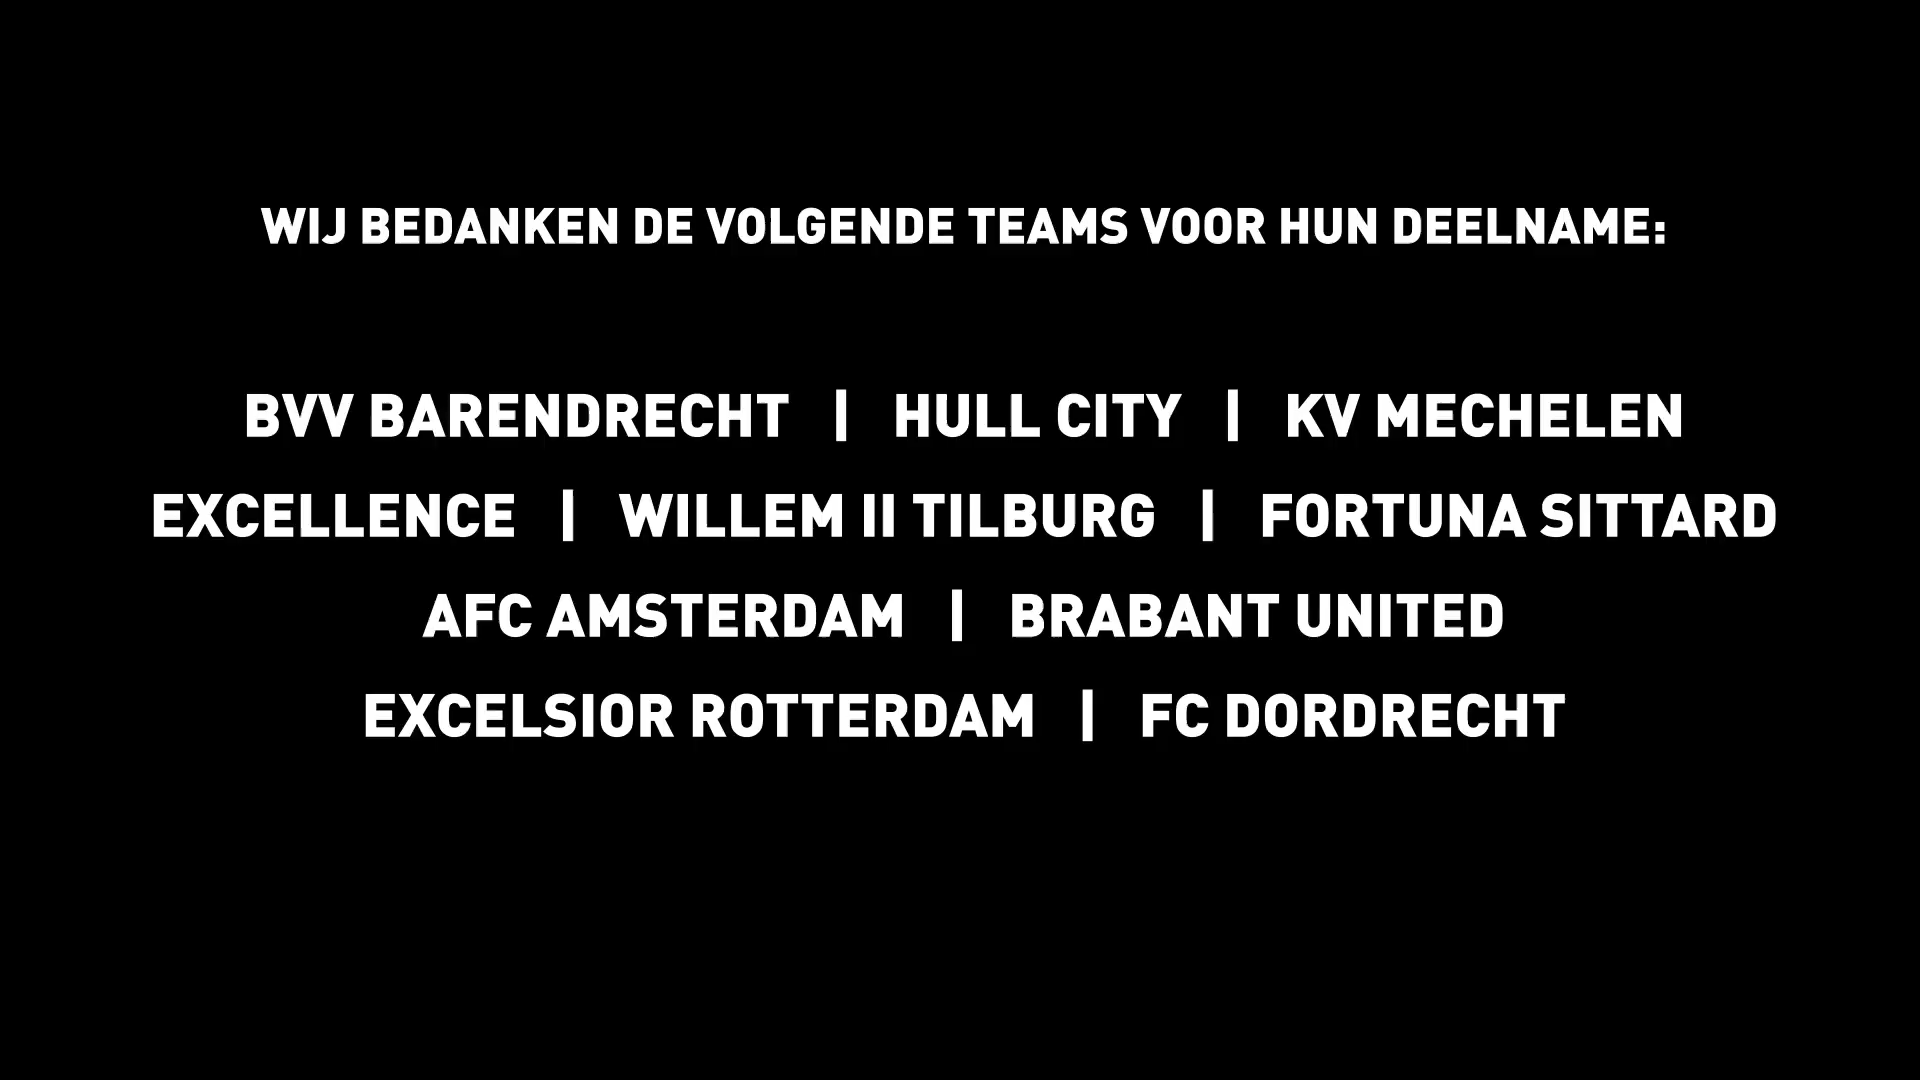 WIJ BEDANKEN DE VOLGENDE TEAMS VOOR HUN DEELNAME:
BVV BARENDRECHT | HULL CITY | KV MECHELEN
EXCELLENCE | WILLEM II TILBURG | FORTUNA SITTARD
AFC AMSTERDAM | BRABANT UNITED
EXCELSIOR ROTTERDAM | FC DORDRECHT